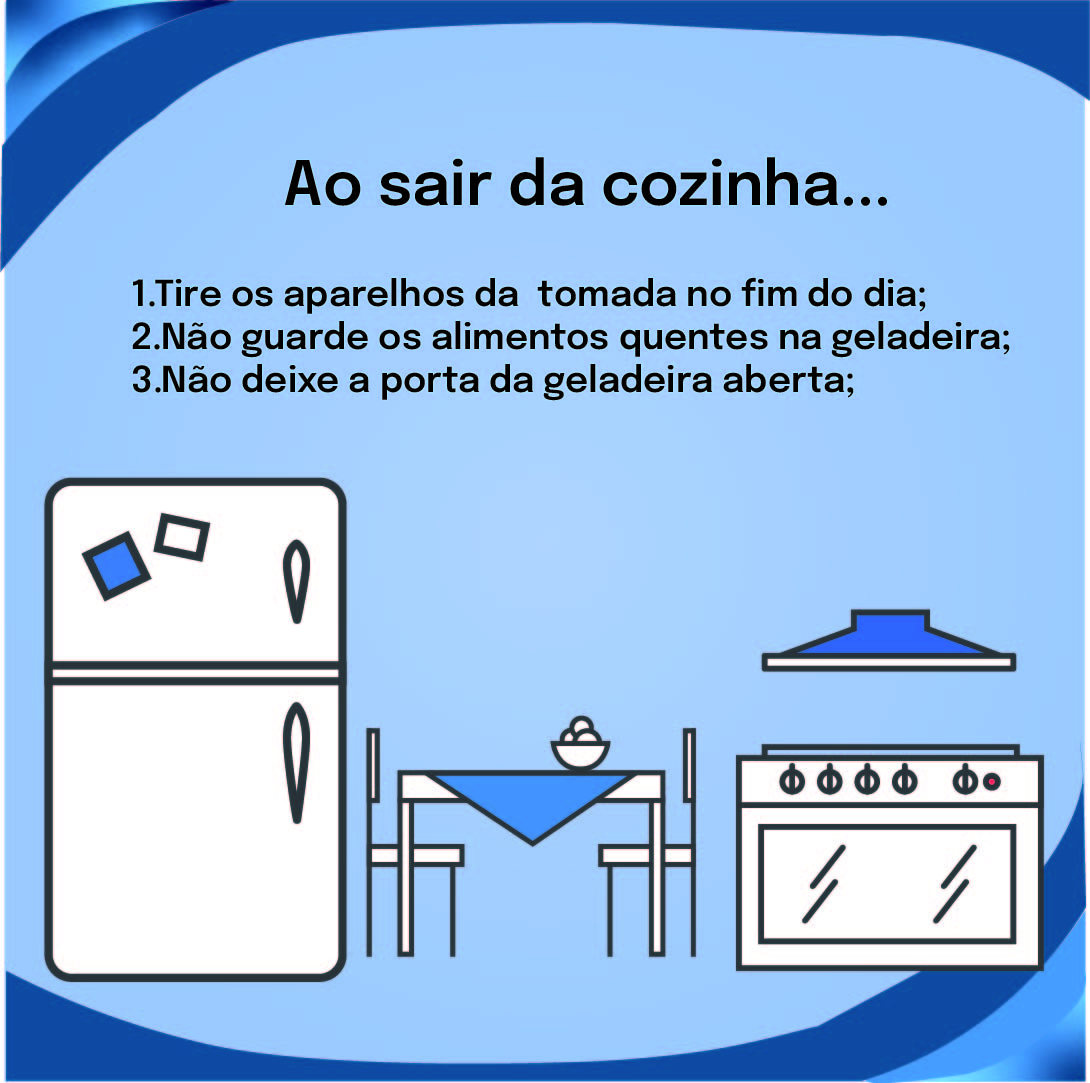 Ao sair da cozinha...
1.Tire os aparelhos da tomada no fim do dia;
2.Não guarde os alimentos quentes na geladeira;
3.Não deixe a porta da geladeira aberta;